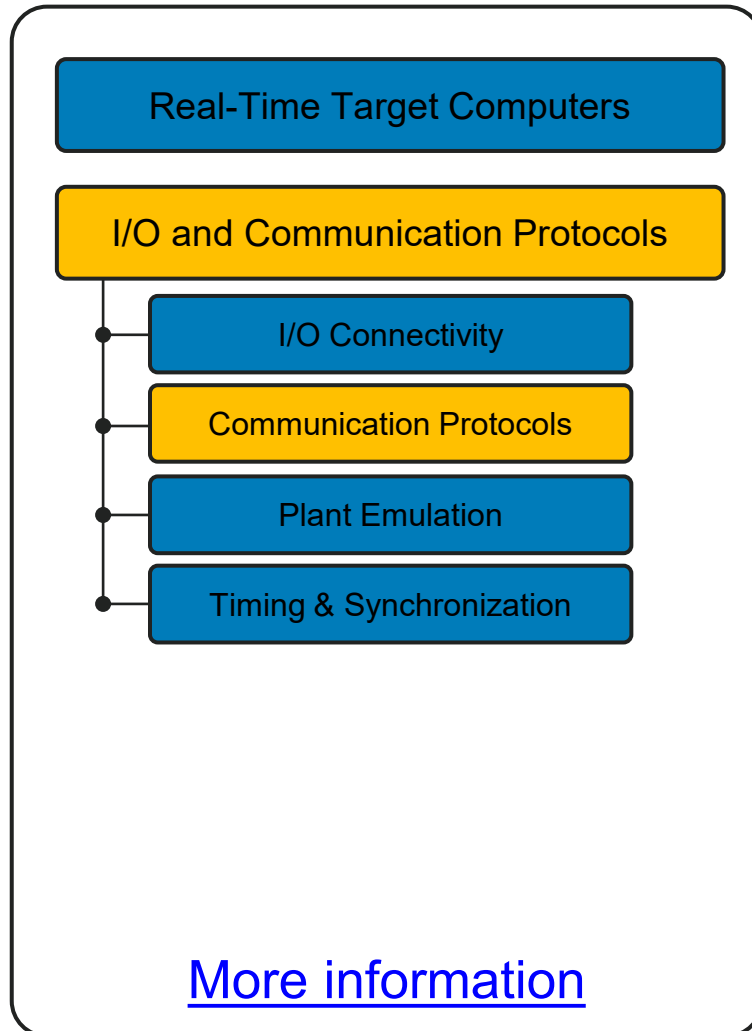 Real-Time Target Computers
I/O and Communication Protocols
I/O Connectivity
Communication Protocols
Plant Emulation
Timing & Synchronization
More information